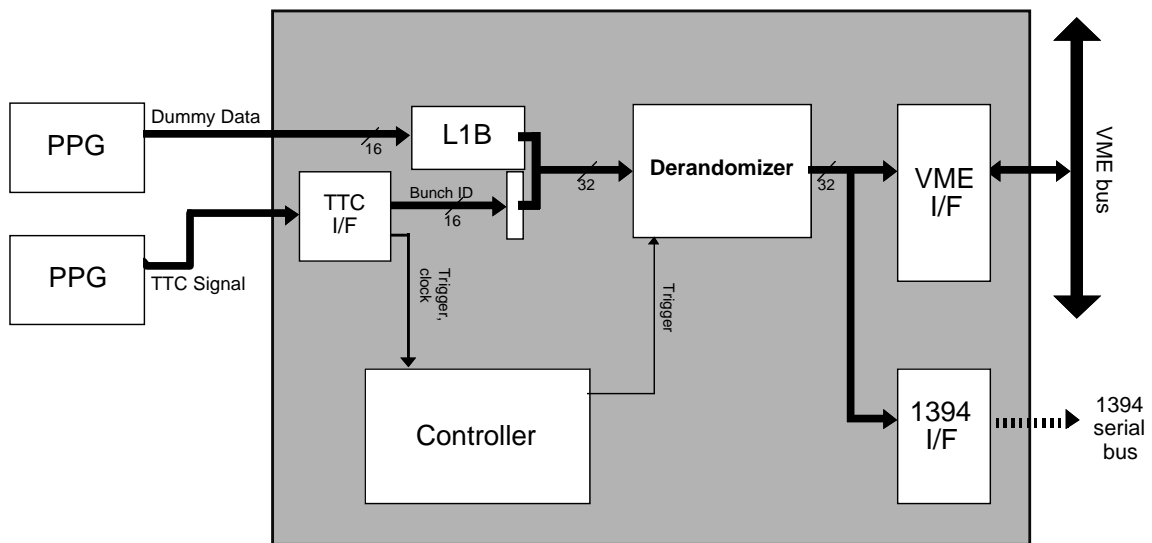 PPG
Dummy Data
16
L1B
32
Derandomizer
32
VME
I/F
VME bus
PPG
TTC Signal
TTC
I/F
Bunch ID
16
Trigger,
clock
Trigger
Controller
1394
I/F
1394
serial
bus